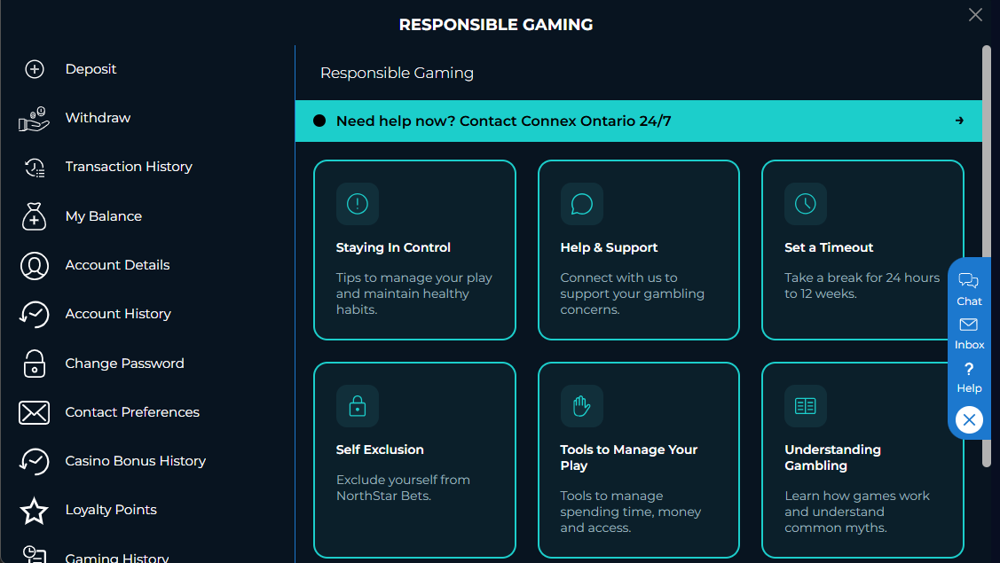 RESPONSIBLE GAMING
Deposit
Withdraw
Transaction History
My Balance
Account Details
Account History
Change Password
Contact Preferences
Casino Bonus History
Loyalty Points
Gaming History
Responsible Gaming
Need help now? Contact Connex Ontario 24/7
Staying In Control
Tips to manage your play
and maintain healthy
habits.
Help & Support
Connect with us to
support your gambling
concerns.
Set a Timeout
Take a break for 24 hours
to 12 weeks.
Self Exclusion
Exclude yourself from
NorthStar Bets.
Tools to Manage Your
Play
Tools to manage
spending time, money
and access.
Understanding
Gambling
Learn how games work
and understand
common myths.
Chat
Inbox
?
Help